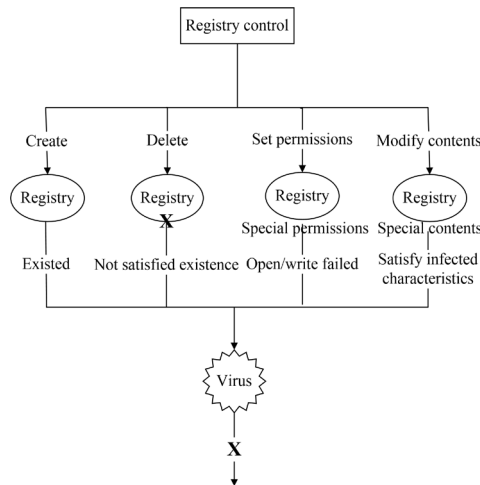 Registry control
Create
Delete
Set permissions
Modify contents
Registry
Registry
Registry
Registry
X
Special permissions
Special contents
Existed
Not satisfied existence
Open/write failed
Satisfy infected
characteristics
Virus
X